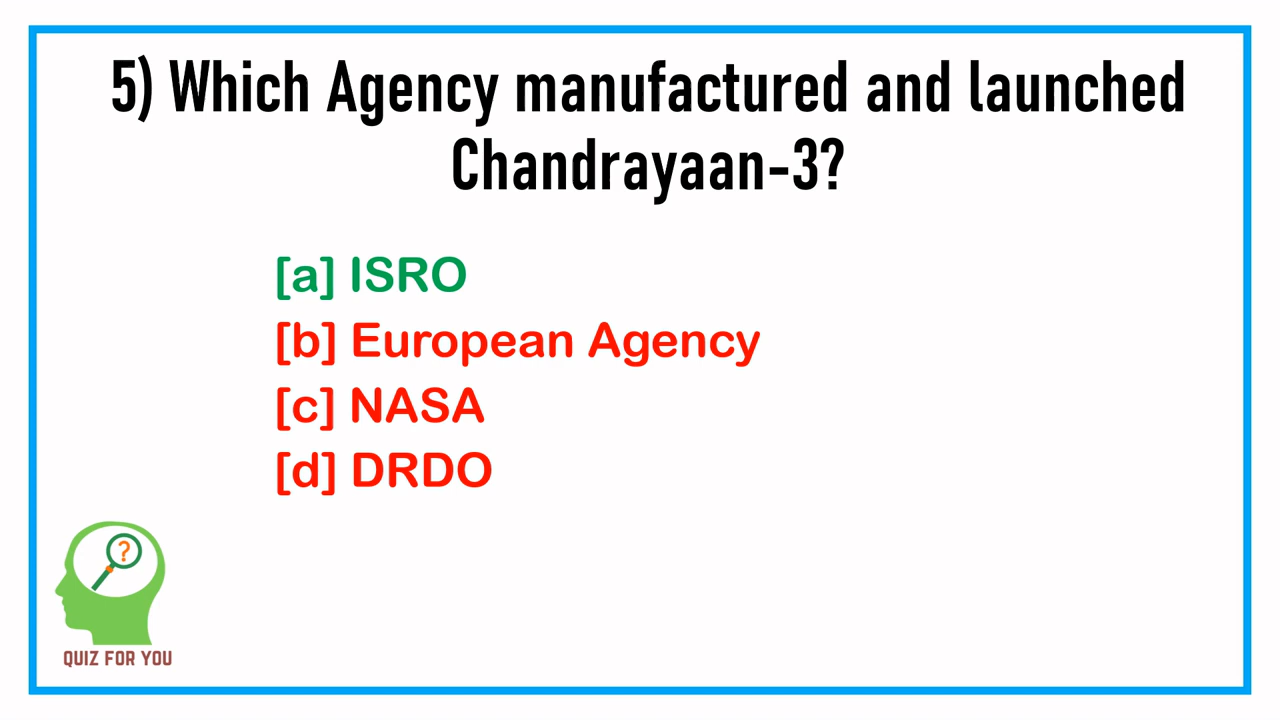 5) Which Agency manufactured and launched
Chandrayaan-3?
[a] ISRO
[b] European Agency
[c] NASA
[d] DRDO
?
QUIZ FOR YOU